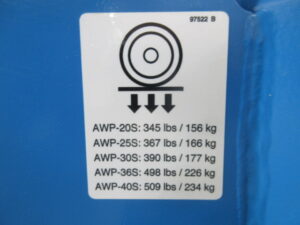 97522 B
AWP-20S: 345 lbs / 156 kg
AWP-25S: 367 lbs / 166 kg
AWP-30S: 390 lbs / 177 kg
AWP-36S: 498 lbs / 226 kg
AWP-40S: 509 lbs / 234 kg